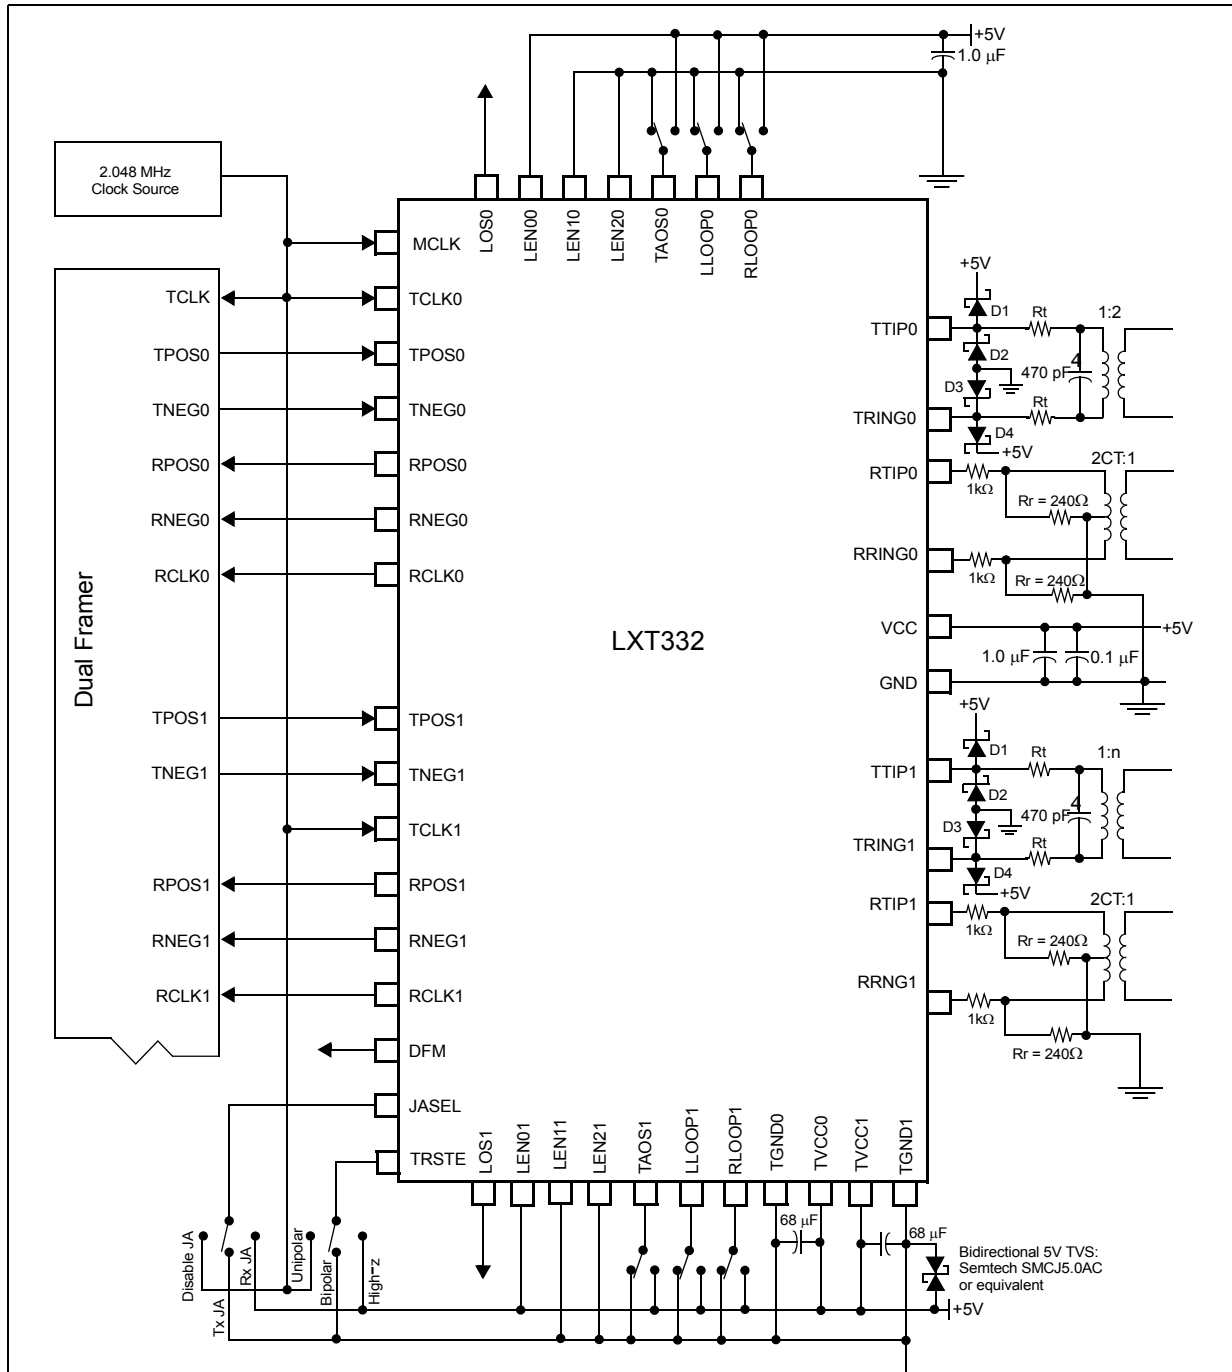 +5V
1.0 µF
2.048 MHz
Clock Source
LOS0
LEN00
LEN10
LEN20
TAOS0
LLOOP0
RLOOP0
MCLK
TCLK
TCLK0
TPOS0
TPOS0
TNEG0
TNEG0
RPOS0
RPOS0
RNEG0
RNEG0
RCLK0
RCLK0
Dual Framer
LXT332
TPOS1
TPOS1
TNEG1
TNEG1
TCLK1
RPOS1
RPOS1
RNEG1
RNEG1
RCLK1
RCLK1
DFM
JASEL
TRSTE
+5V
D1
Rt
1:2
TTIP0
D2
470 pF
4
D3
Rt
TRING0
D4
+5V
RTIP0
1kΩ
2CT:1
Rr = 240Ω
RRING0
1kΩ
Rr = 240Ω
VCC
+5V
1.0 µF
0.1 µF
GND
+5V
D1
Rt
1:n
TTIP1
D2
470 pF
4
D3
Rt
TRING1
D4
+5V
RTIP1
1kΩ
2CT:1
Rr = 240Ω
RRNG1
1kΩ
Rr = 240Ω
LOS1
LEN01
LEN11
LEN21
TAOS1
LLOOP1
RLOOP1
TGND0
TVCC0
TVCC1
TGND1
68 µF
68 µF
Disable JA
Tx JA
Rx JA
Unipolar
Bipolar
High-z
Bidirectional 5V TVS:
Semtech SMCJ5.0AC
or equivalent
+5V